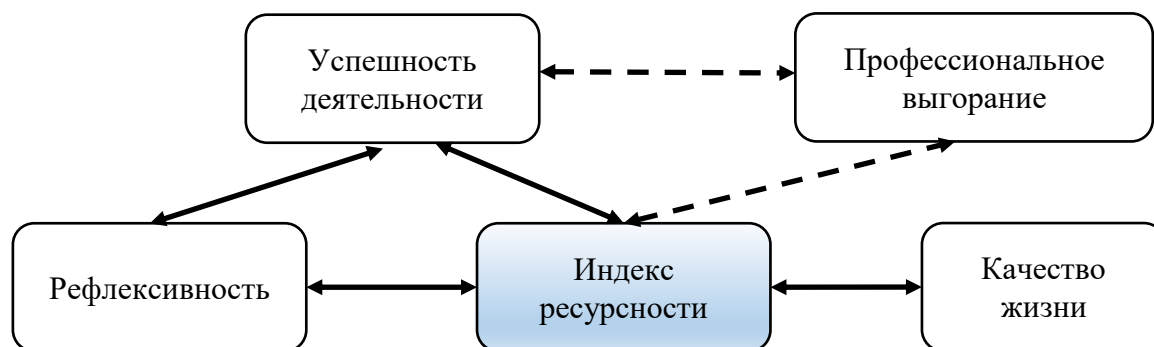 Успешность
деятельности
Профессиональное
выгорание
Рефлексивность
Индекс
ресурсности
Качество
жизни